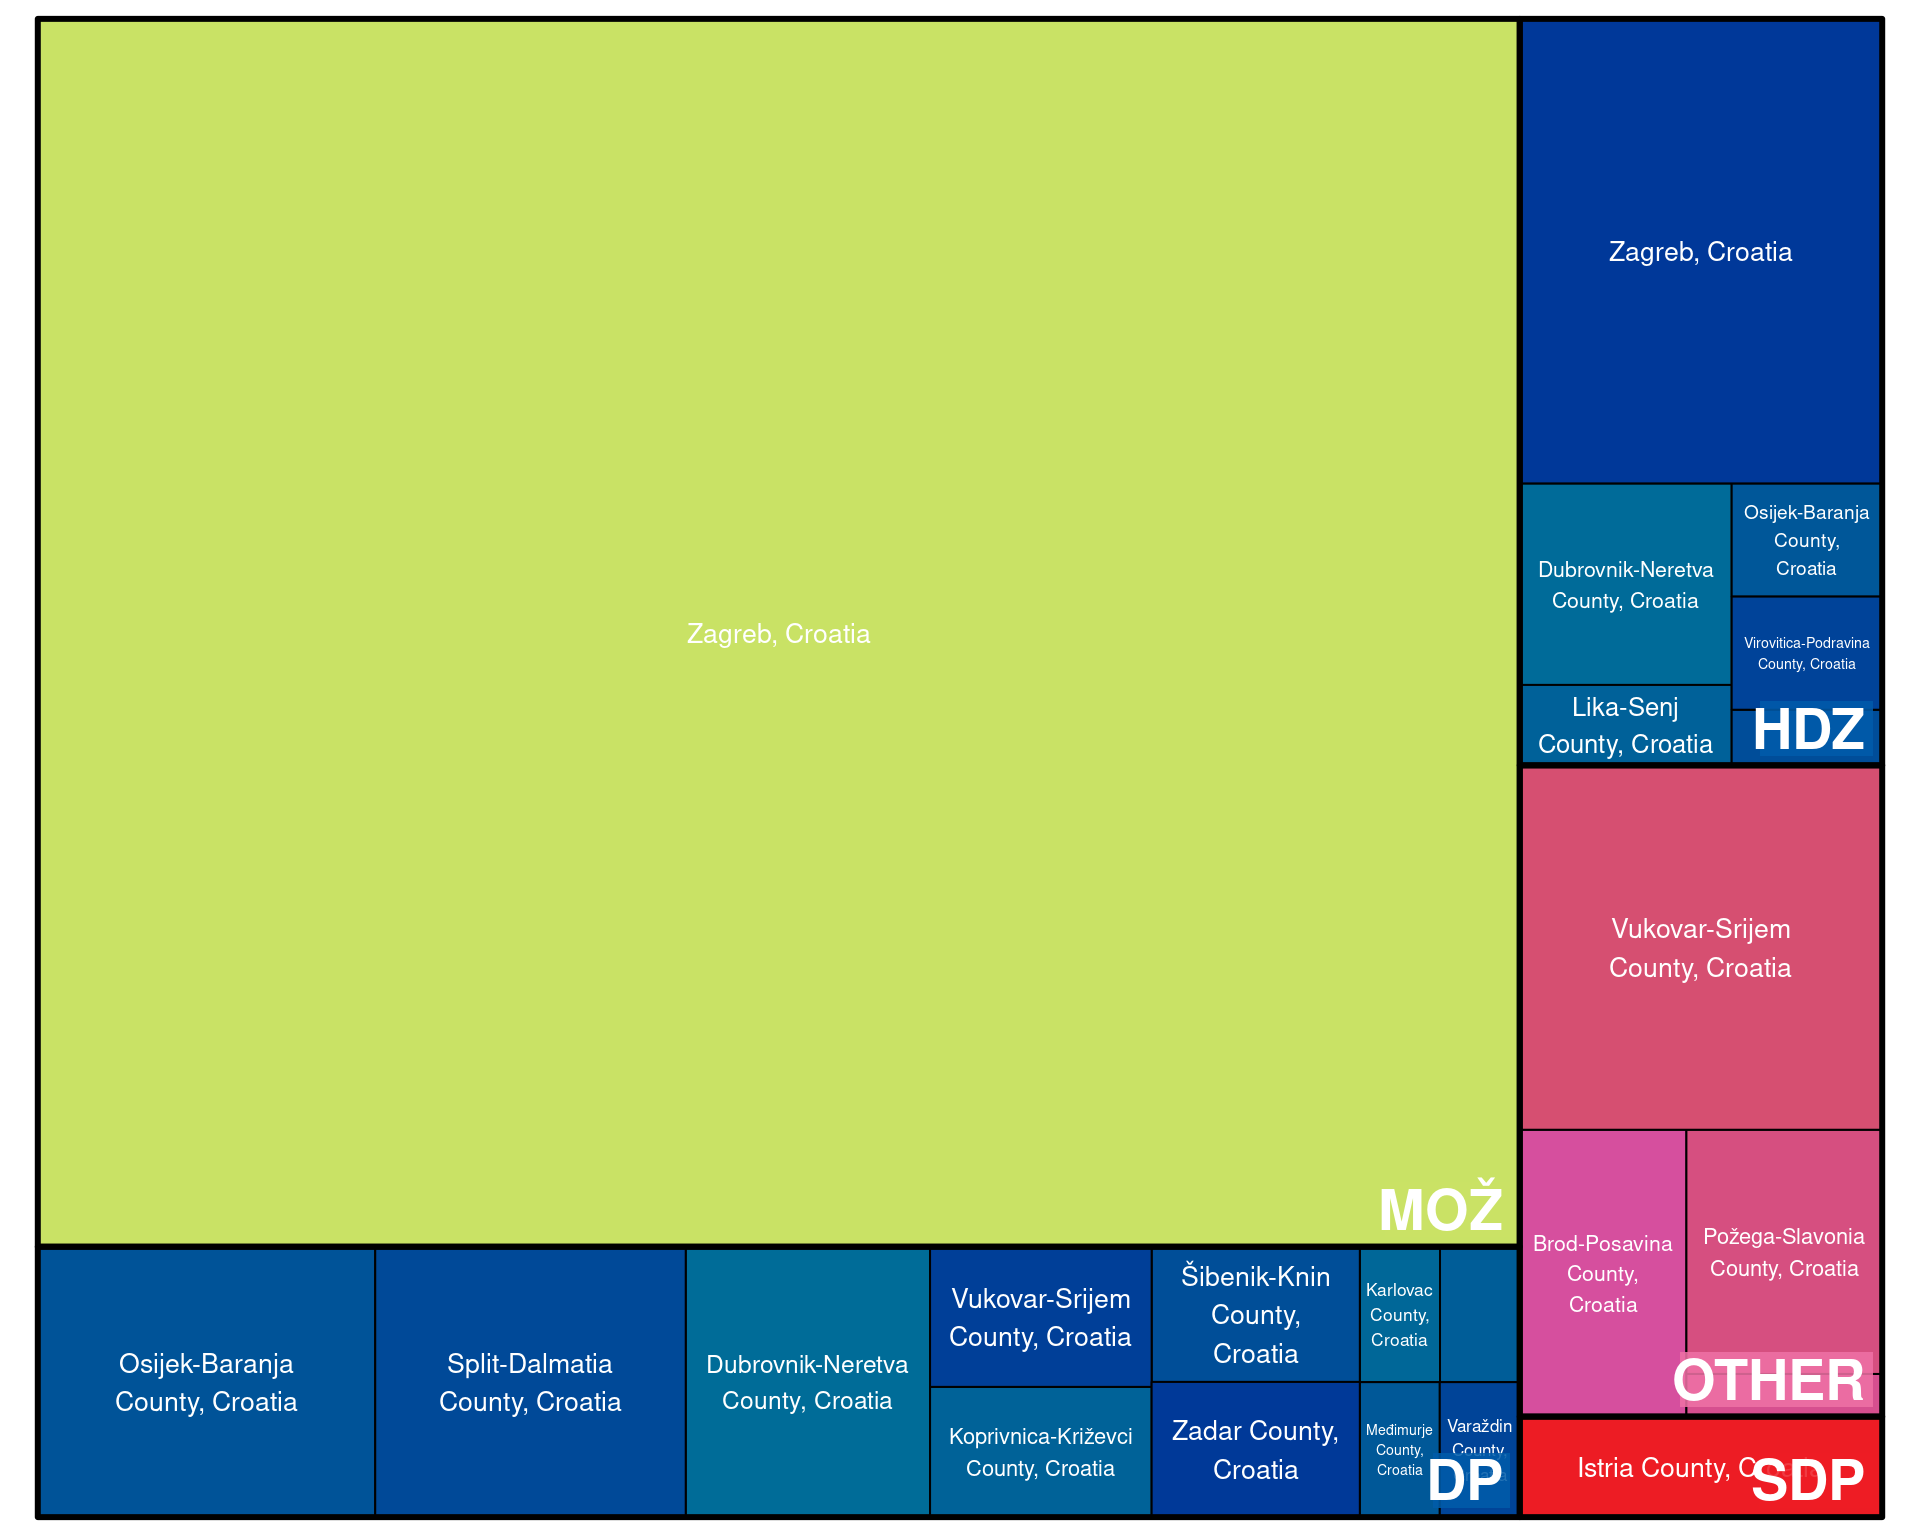 Zagreb, Croatia
MOŽ
Zagreb, Croatia
Dubrovnik-Neretva
County, Croatia
Osijek-Baranja
County,
Croatia
Virovitica-Podravina
County, Croatia
Lika-Senj
County, Croatia
HDZ
Vukovar-Srijem
County, Croatia
Brod-Posavina
County,
Croatia
Požega-Slavonia
County, Croatia
OTHER
Osijek-Baranja
County, Croatia
Split-Dalmatia
County, Croatia
Dubrovnik-Neretva
County, Croatia
Vukovar-Srijem
County, Croatia
Koprivnica-Križevci
County, Croatia
Šibenik-Knin
County,
Croatia
Zadar County,
Croatia
Karlovac
County,
Croatia
Međimurje
County,
Croatia
Varaždin
County,
DP
Istria County,
SDP